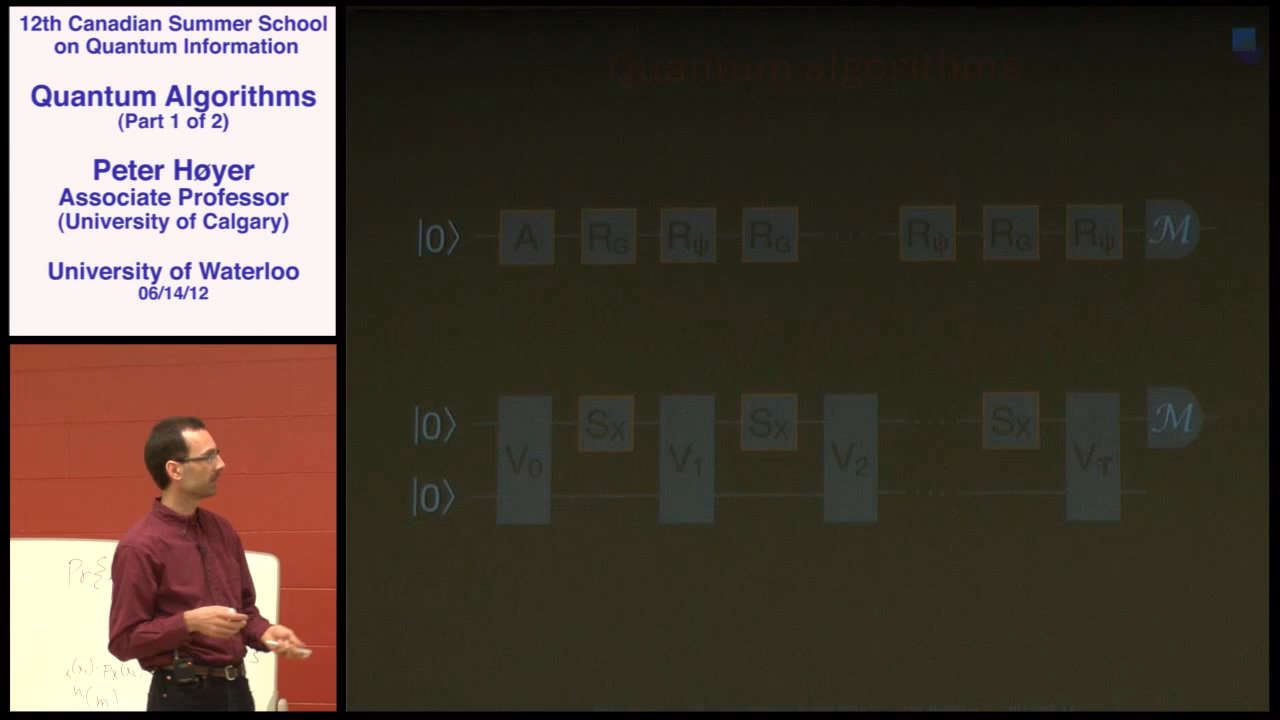 12th Canadian Summer School
on Quantum Information
Quantum Algorithms
(Part 1 of 2)
Peter Høyer
Associate Professor
(University of Calgary)
University of Waterloo
06/14/12
Quantum algorithms
|0⟩ A R_G R_ψ R_G ... R_ψ R_G R_ψ M
|0⟩ S_X S_X ... S_X M
V_0 V_1 V_2 V_T
|0⟩ ...
Pr{